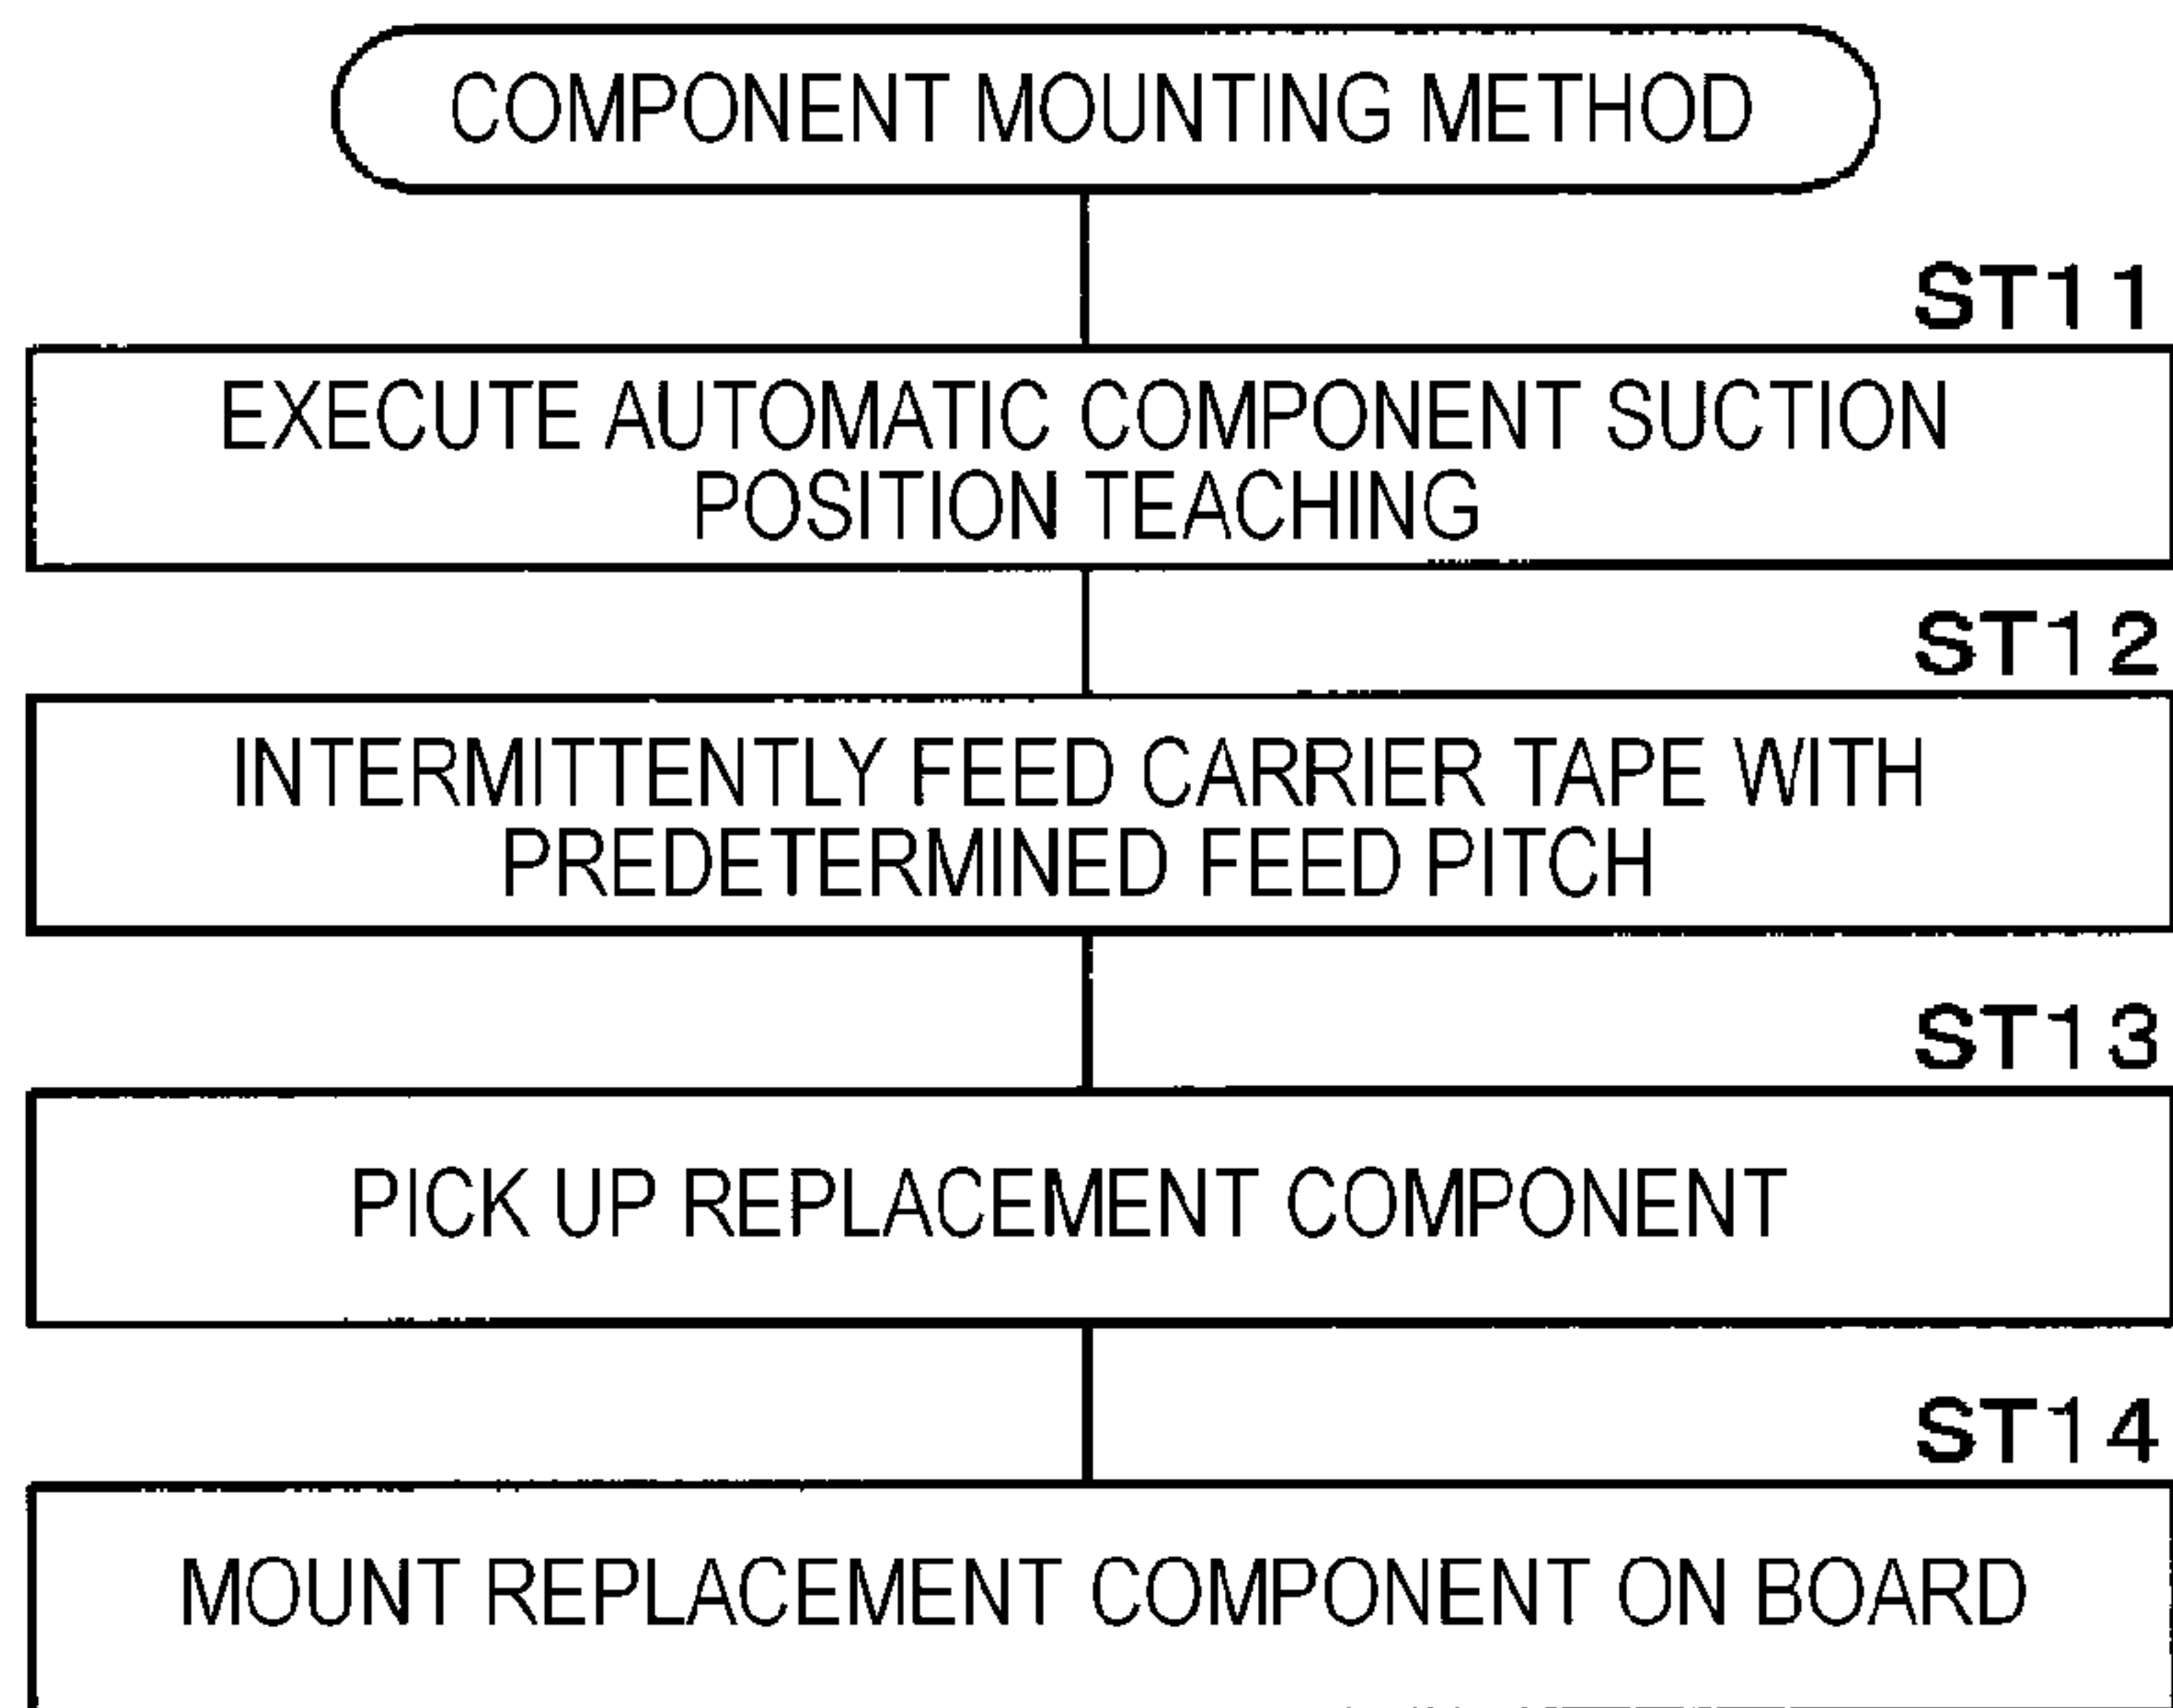 COMPONENT MOUNTING METHOD
ST11
EXECUTE AUTOMATIC COMPONENT SUCTION
POSITION TEACHING
ST12
INTERMITTENTLY FEED CARRIER TAPE WITH
PREDETERMINED FEED PITCH
ST13
PICK UP REPLACEMENT COMPONENT
ST14
MOUNT REPLACEMENT COMPONENT ON BOARD